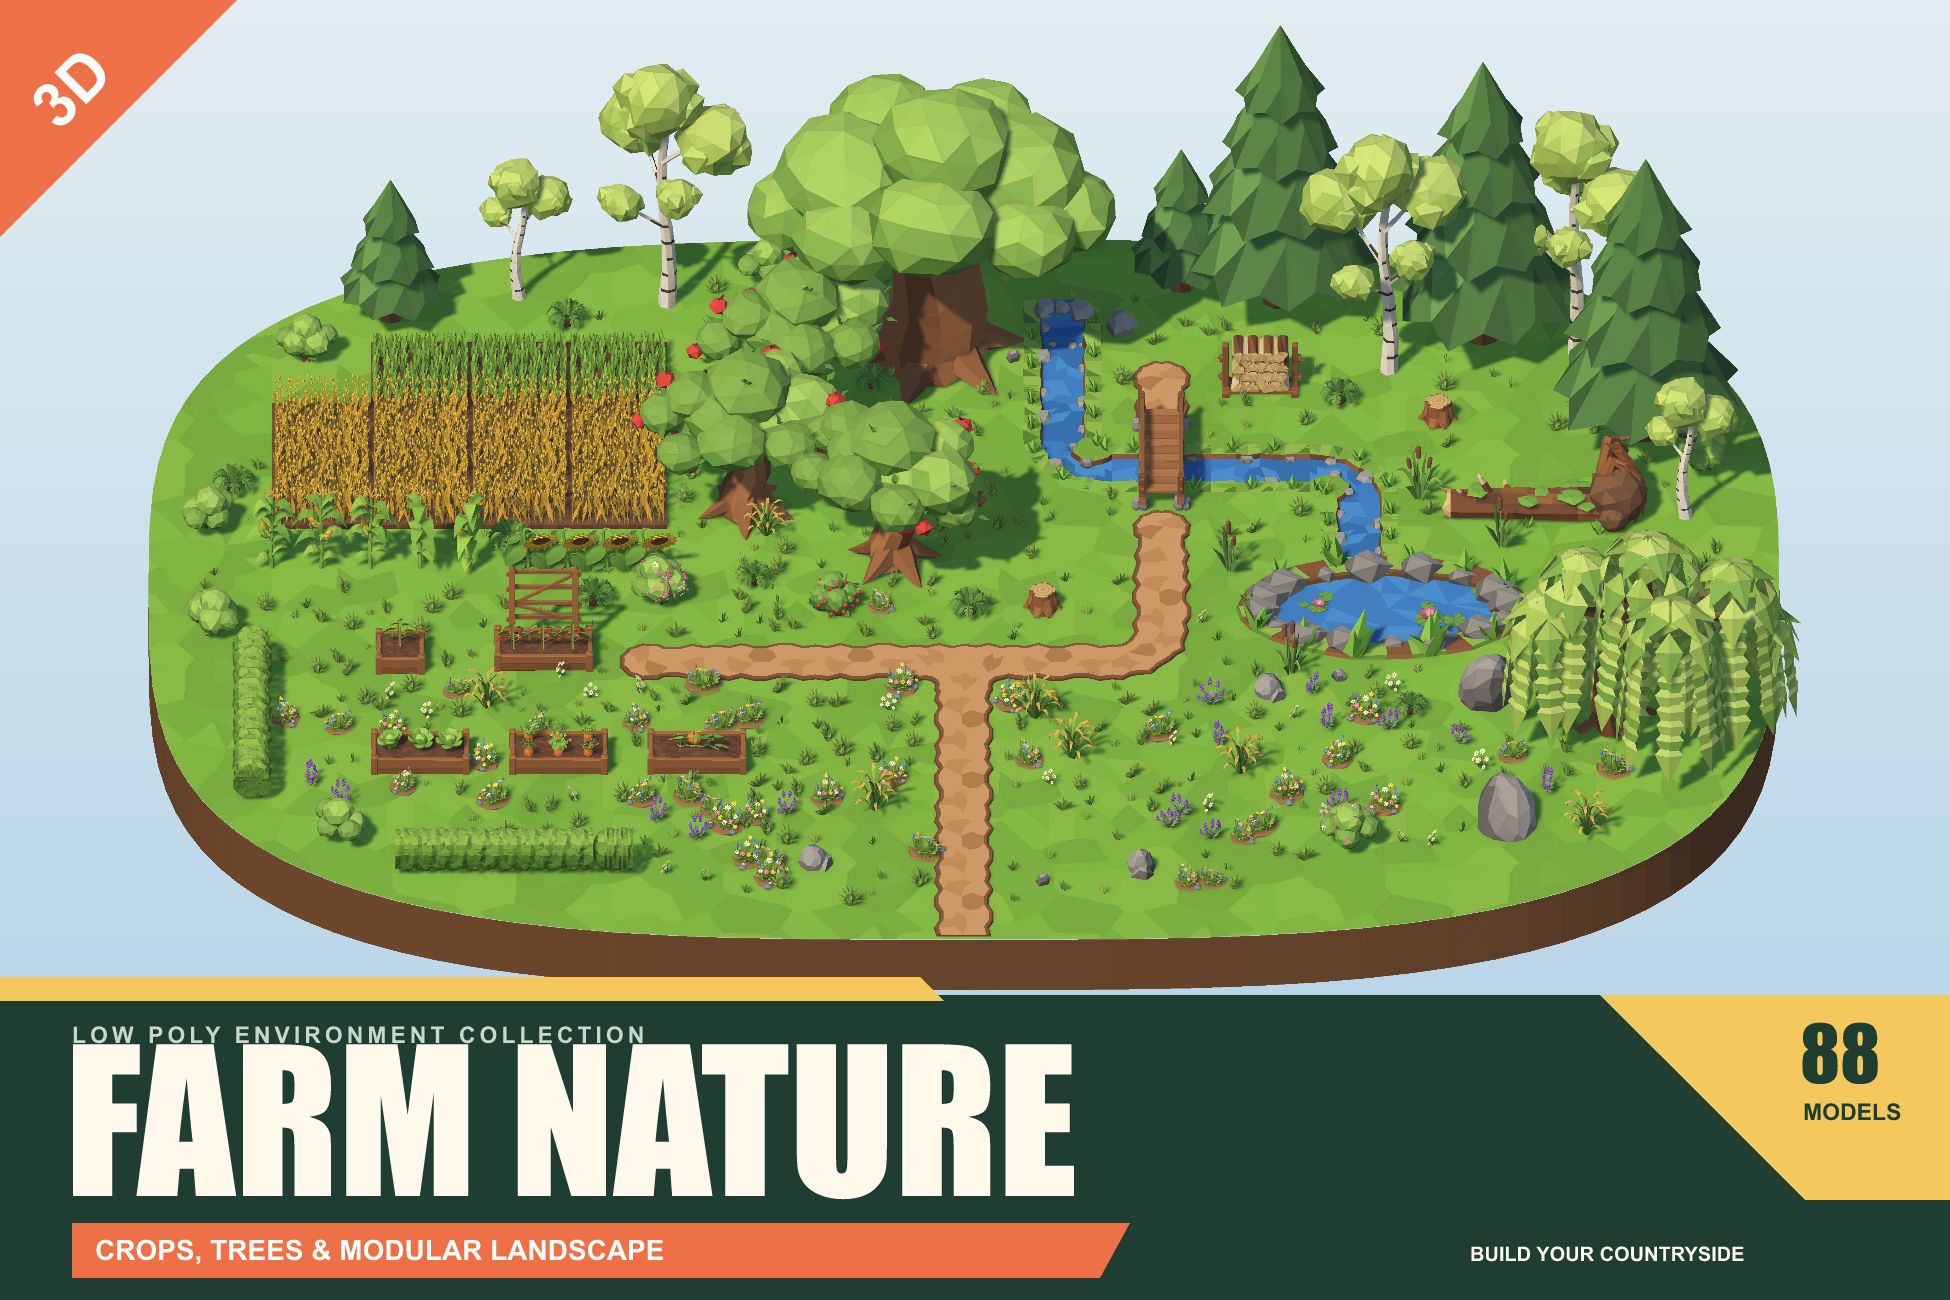 3D
LOW POLY ENVIRONMENT COLLECTION
FARM NATURE
88
MODELS
CROPS, TREES & MODULAR LANDSCAPE
BUILD YOUR COUNTRYSIDE